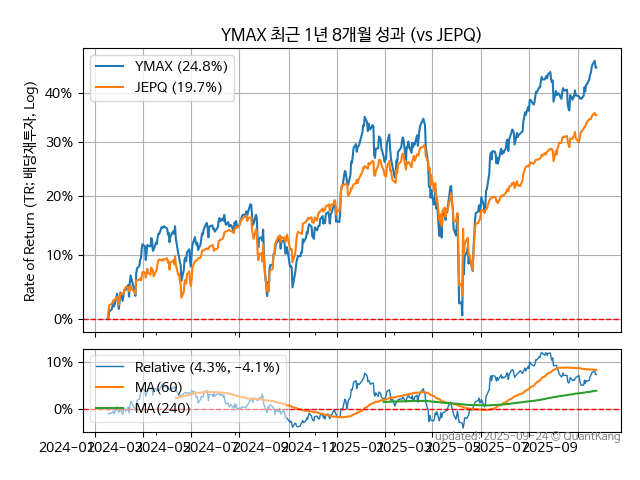 YMAX 최근 1년 8개월 성과 (vs JEPQ)
YMAX (24.8%)
JEPQ (19.7%)
Rate of Return (TR: 배당재투자, Log)
40%
30%
20%
10%
0%
Relative (4.3%, -4.1%)
MA(60)
MA(240)
10%
0%
updated: 2025-09-24 © QuantKang
2024-01 2024-03 2024-05 2024-07 2024-09 2024-11 2025-01 2025-03 2025-05 2025-07 2025-09